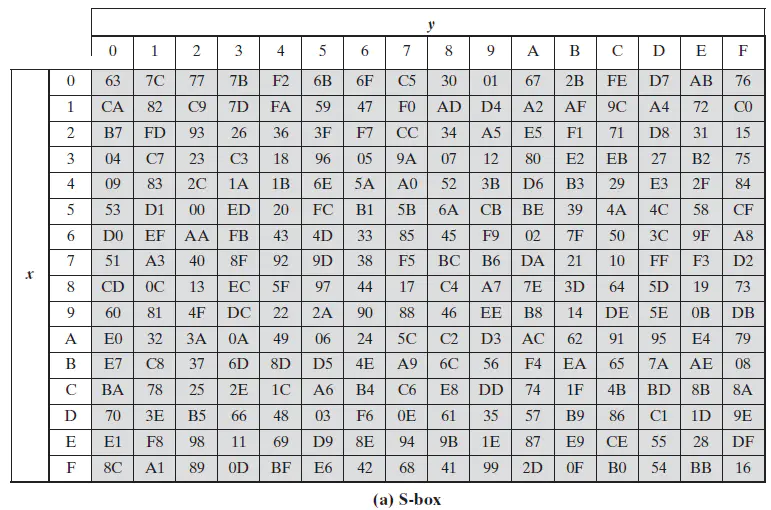 y
0 1 2 3 4 5 6 7 8 9 A B C D E F
0 63 7C 77 7B F2 6B 6F C5 30 01 67 2B FE D7 AB 76
1 CA 82 C9 7D FA 59 47 F0 AD D4 A2 AF 9C A4 72 C0
2 B7 FD 93 26 36 3F F7 CC 34 A5 E5 F1 71 D8 31 15
3 04 C7 23 C3 18 96 05 9A 07 12 80 E2 EB 27 B2 75
4 09 83 2C 1A 1B 6E 5A A0 52 3B D6 B3 29 E3 2F 84
5 53 D1 00 ED 20 FC B1 5B 6A CB BE 39 4A 4C 58 CF
6 D0 EF AA FB 43 4D 33 85 45 F9 02 7F 50 3C 9F A8
x 7 51 A3 40 8F 92 9D 38 F5 BC B6 DA 21 10 FF F3 D2
8 CD 0C 13 EC 5F 97 44 17 C4 A7 7E 3D 64 5D 19 73
9 60 81 4F DC 22 2A 90 88 46 EE B8 14 DE 5E 0B DB
A E0 32 3A 0A 49 06 24 5C C2 D3 AC 62 91 95 E4 79
B E7 C8 37 6D 8D D5 4E A9 6C 56 F4 EA 65 7A AE 08
C BA 78 25 2E 1C A6 B4 C6 E8 DD 74 1F 4B BD 8B 8A
D 70 3E B5 66 48 03 F6 0E 61 35 57 B9 86 C1 1D 9E
E E1 F8 98 11 69 D9 8E 94 9B 1E 87 E9 CE 55 28 DF
F 8C A1 89 0D BF E6 42 68 41 99 2D 0F B0 54 BB 16
(a) S-box